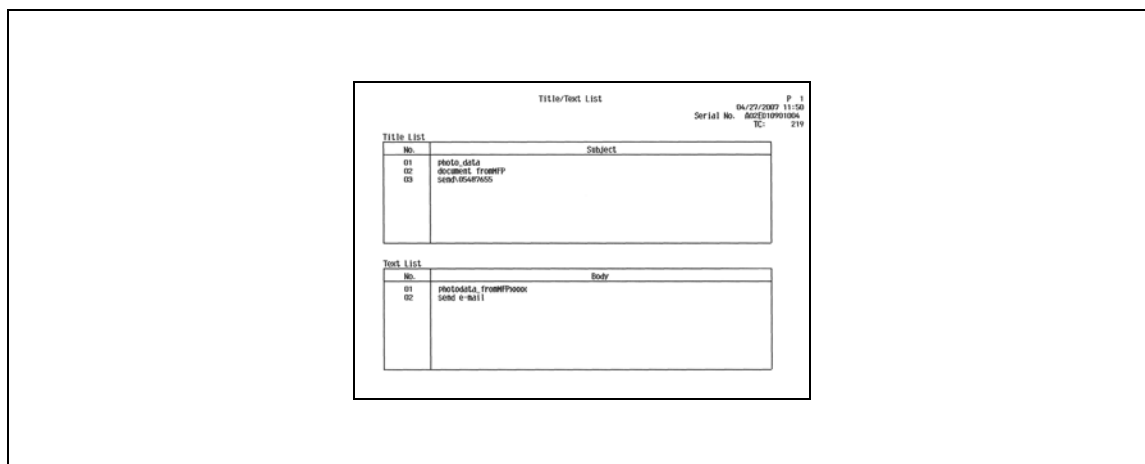 Title/Text List
P 1
04/27/2007 11:50
Serial No. A02E010901004
TC: 219
Title List
No. Subject
01 photo_data
02 document fromMFP
03 send\05487655
Text List
No. Body
01 photodata_fromMFPxxxx
02 send e-mail